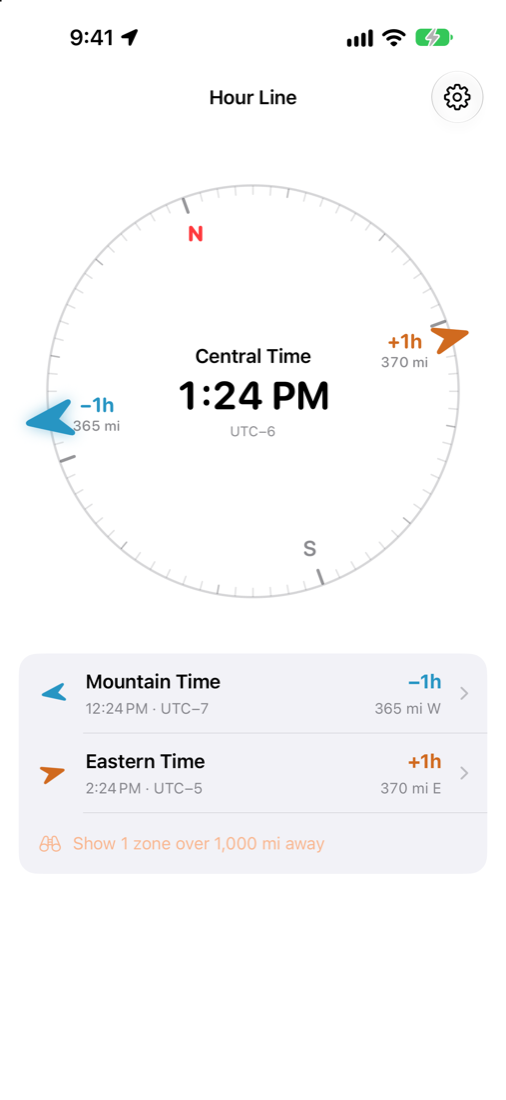 9:41
Hour Line
N
+1h
370 mi
Central Time
1:24 PM
UTC−6
−1h
365 mi
S
Mountain Time
−1h
12:24 PM · UTC−7
365 mi W
Eastern Time
+1h
2:24 PM · UTC−5
370 mi E
Show 1 zone over 1,000 mi away